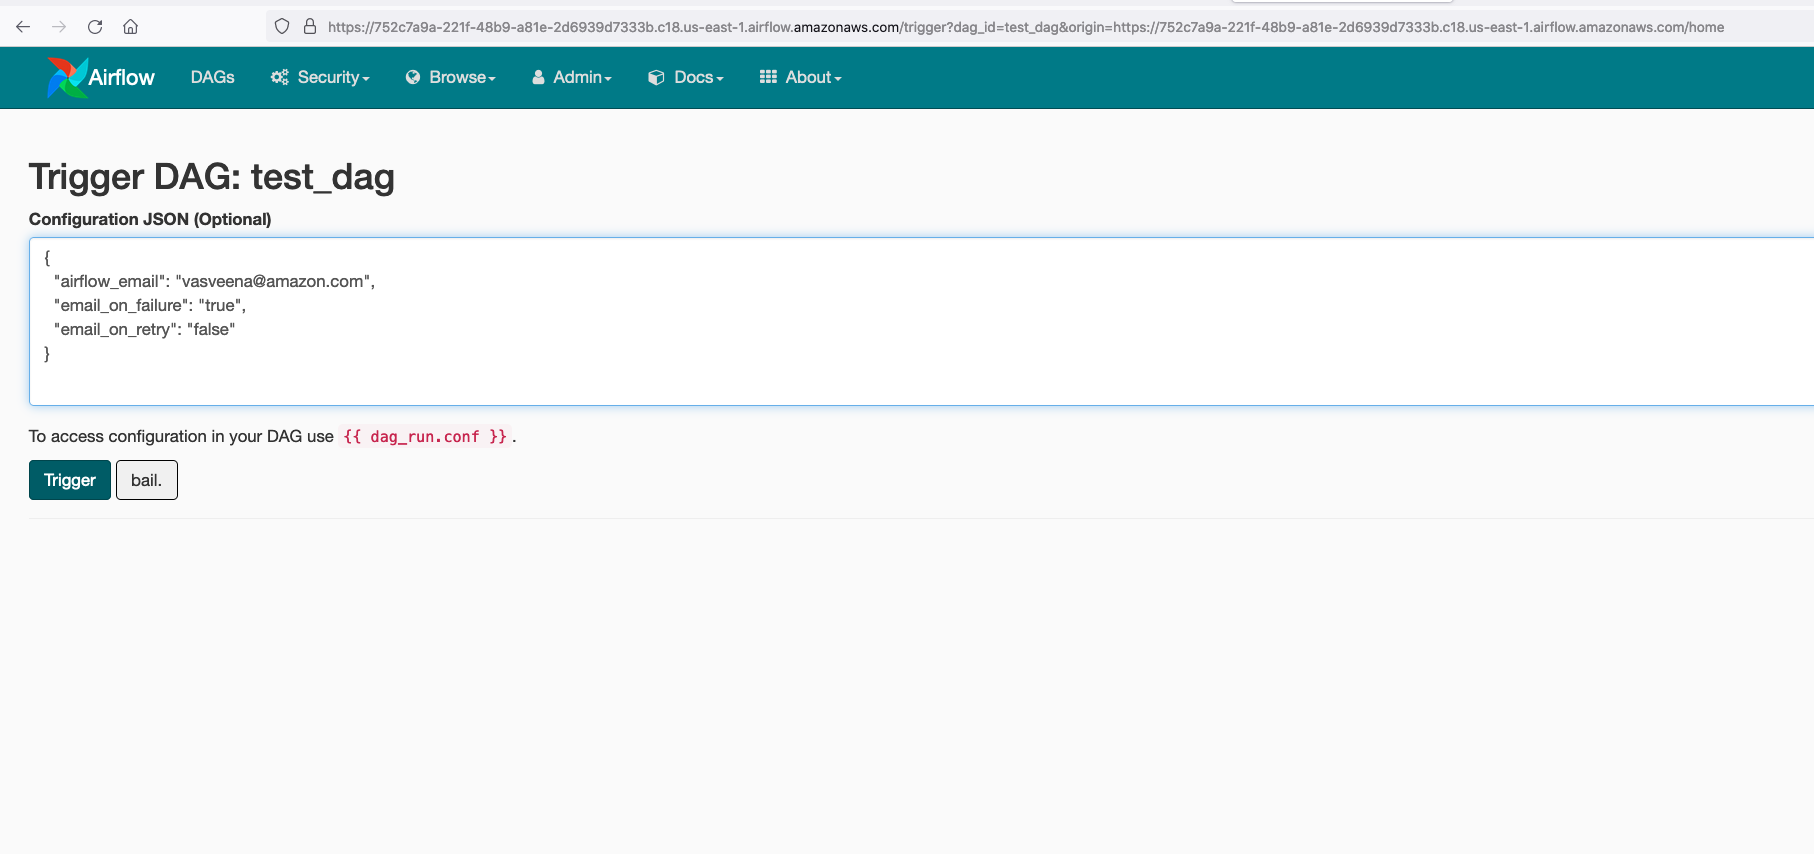 https://752c7a9a-221f-48b9-a81e-2d6939d7333b.c18.us-east-1.airflow.amazonaws.com/trigger?dag_id=test_dag&origin=https://752c7a9a-221f-48b9-a81e-2d6939d7333b.c18.us-east-1.airflow.amazonaws.com/home
Airflow DAGs Security Browse Admin Docs About
Trigger DAG: test_dag
Configuration JSON (Optional)
{
"airflow_email": "vasveena@amazon.com",
"email_on_failure": "true",
"email_on_retry": "false"
}
To access configuration in your DAG use {{ dag_run.conf }}.
Trigger bail.